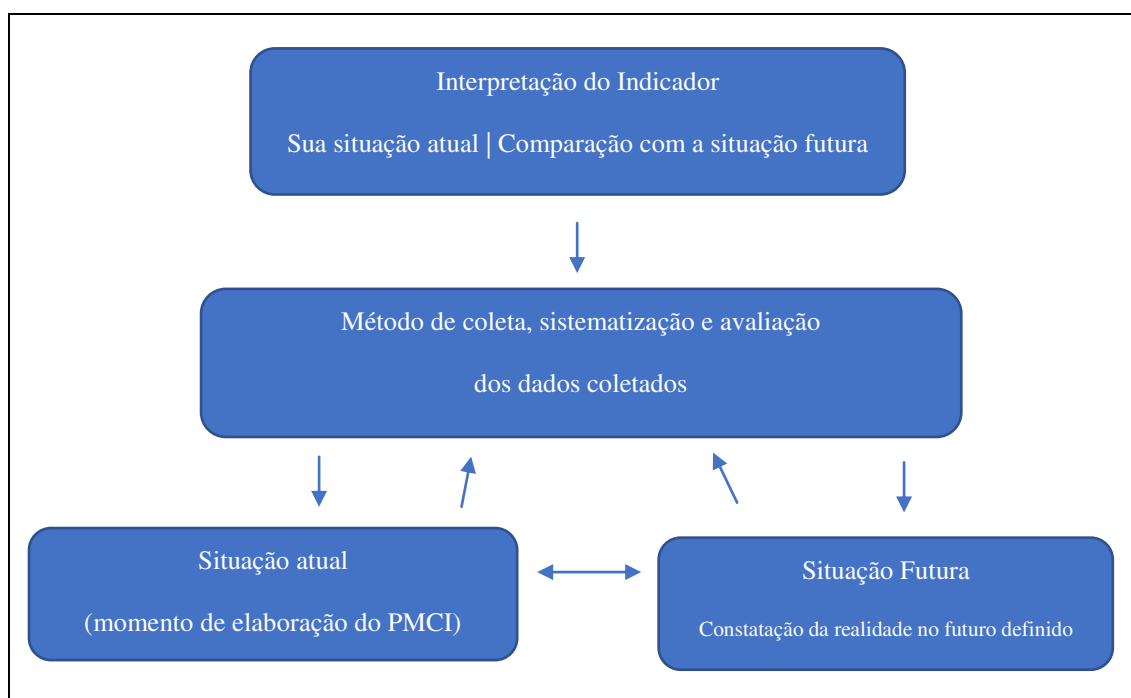 Interpretação do Indicador
Sua situação atual | Comparação com a situação futura
Método de coleta, sistematização e avaliação
dos dados coletados
Situação atual
(momento de elaboração do PMCI)
Situação Futura
Constatação da realidade no futuro definido